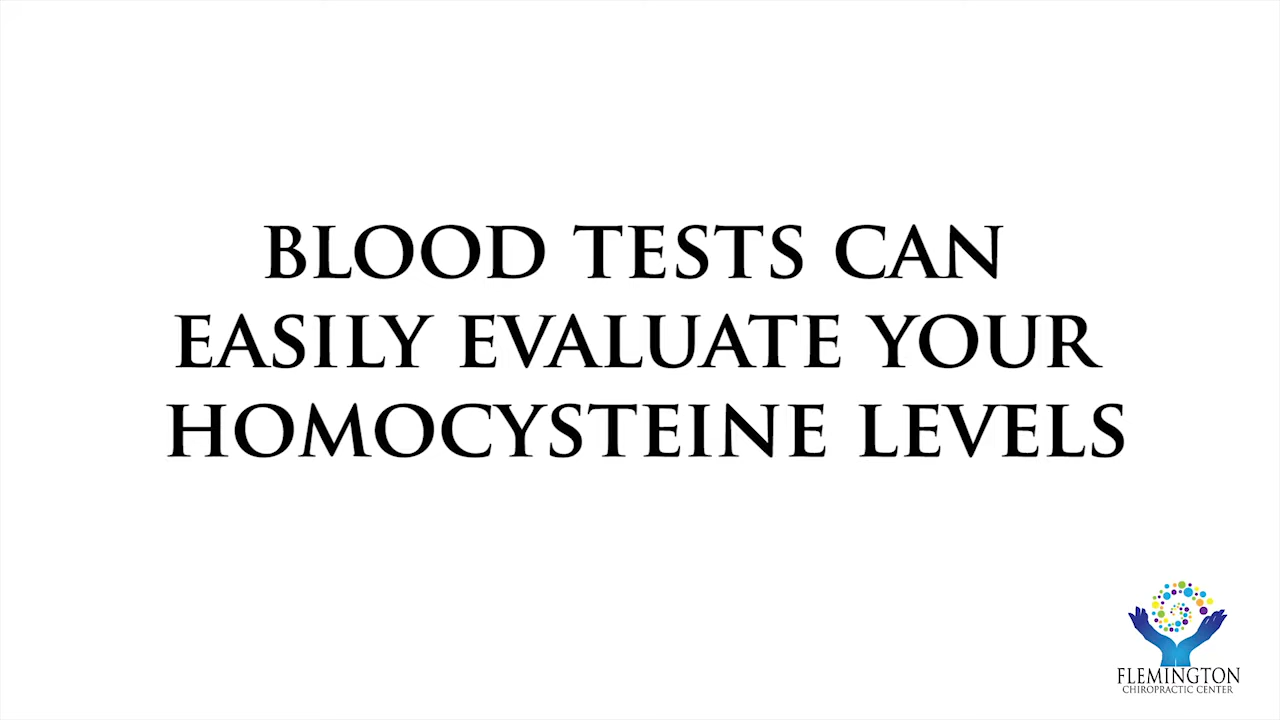 BLOOD TESTS CAN
EASILY EVALUATE YOUR
HOMOCYSTEINE LEVELS
FLEMINGTON
CHIROPRACTIC CENTER